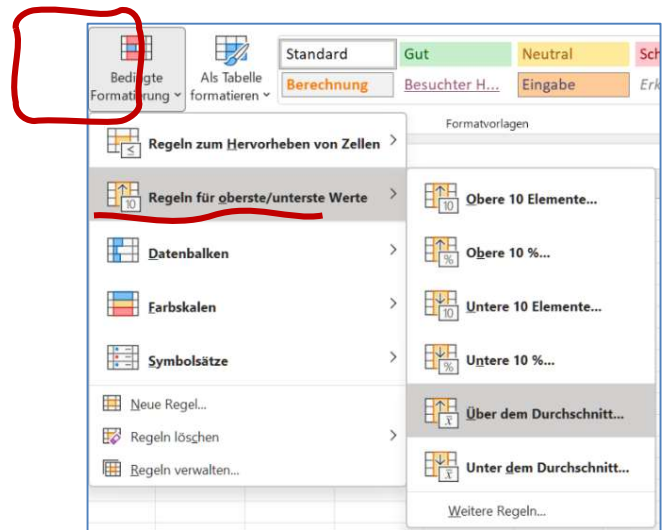 Bedingte Formatierung
Als Tabelle formatieren
Standard
Gut
Neutral
Sch
Berechnung
Besuchter H...
Eingabe
Erk
Formatvorlagen
Regeln zum Hervorheben von Zellen
Regeln für oberste/unterste Werte
Datenbalken
Farbskalen
Symbolsätze
Neue Regel...
Regeln löschen
Regeln verwalten...
Obere 10 Elemente...
Obere 10 %...
Untere 10 Elemente...
Untere 10 %...
Über dem Durchschnitt...
Unter dem Durchschnitt...
Weitere Regeln...